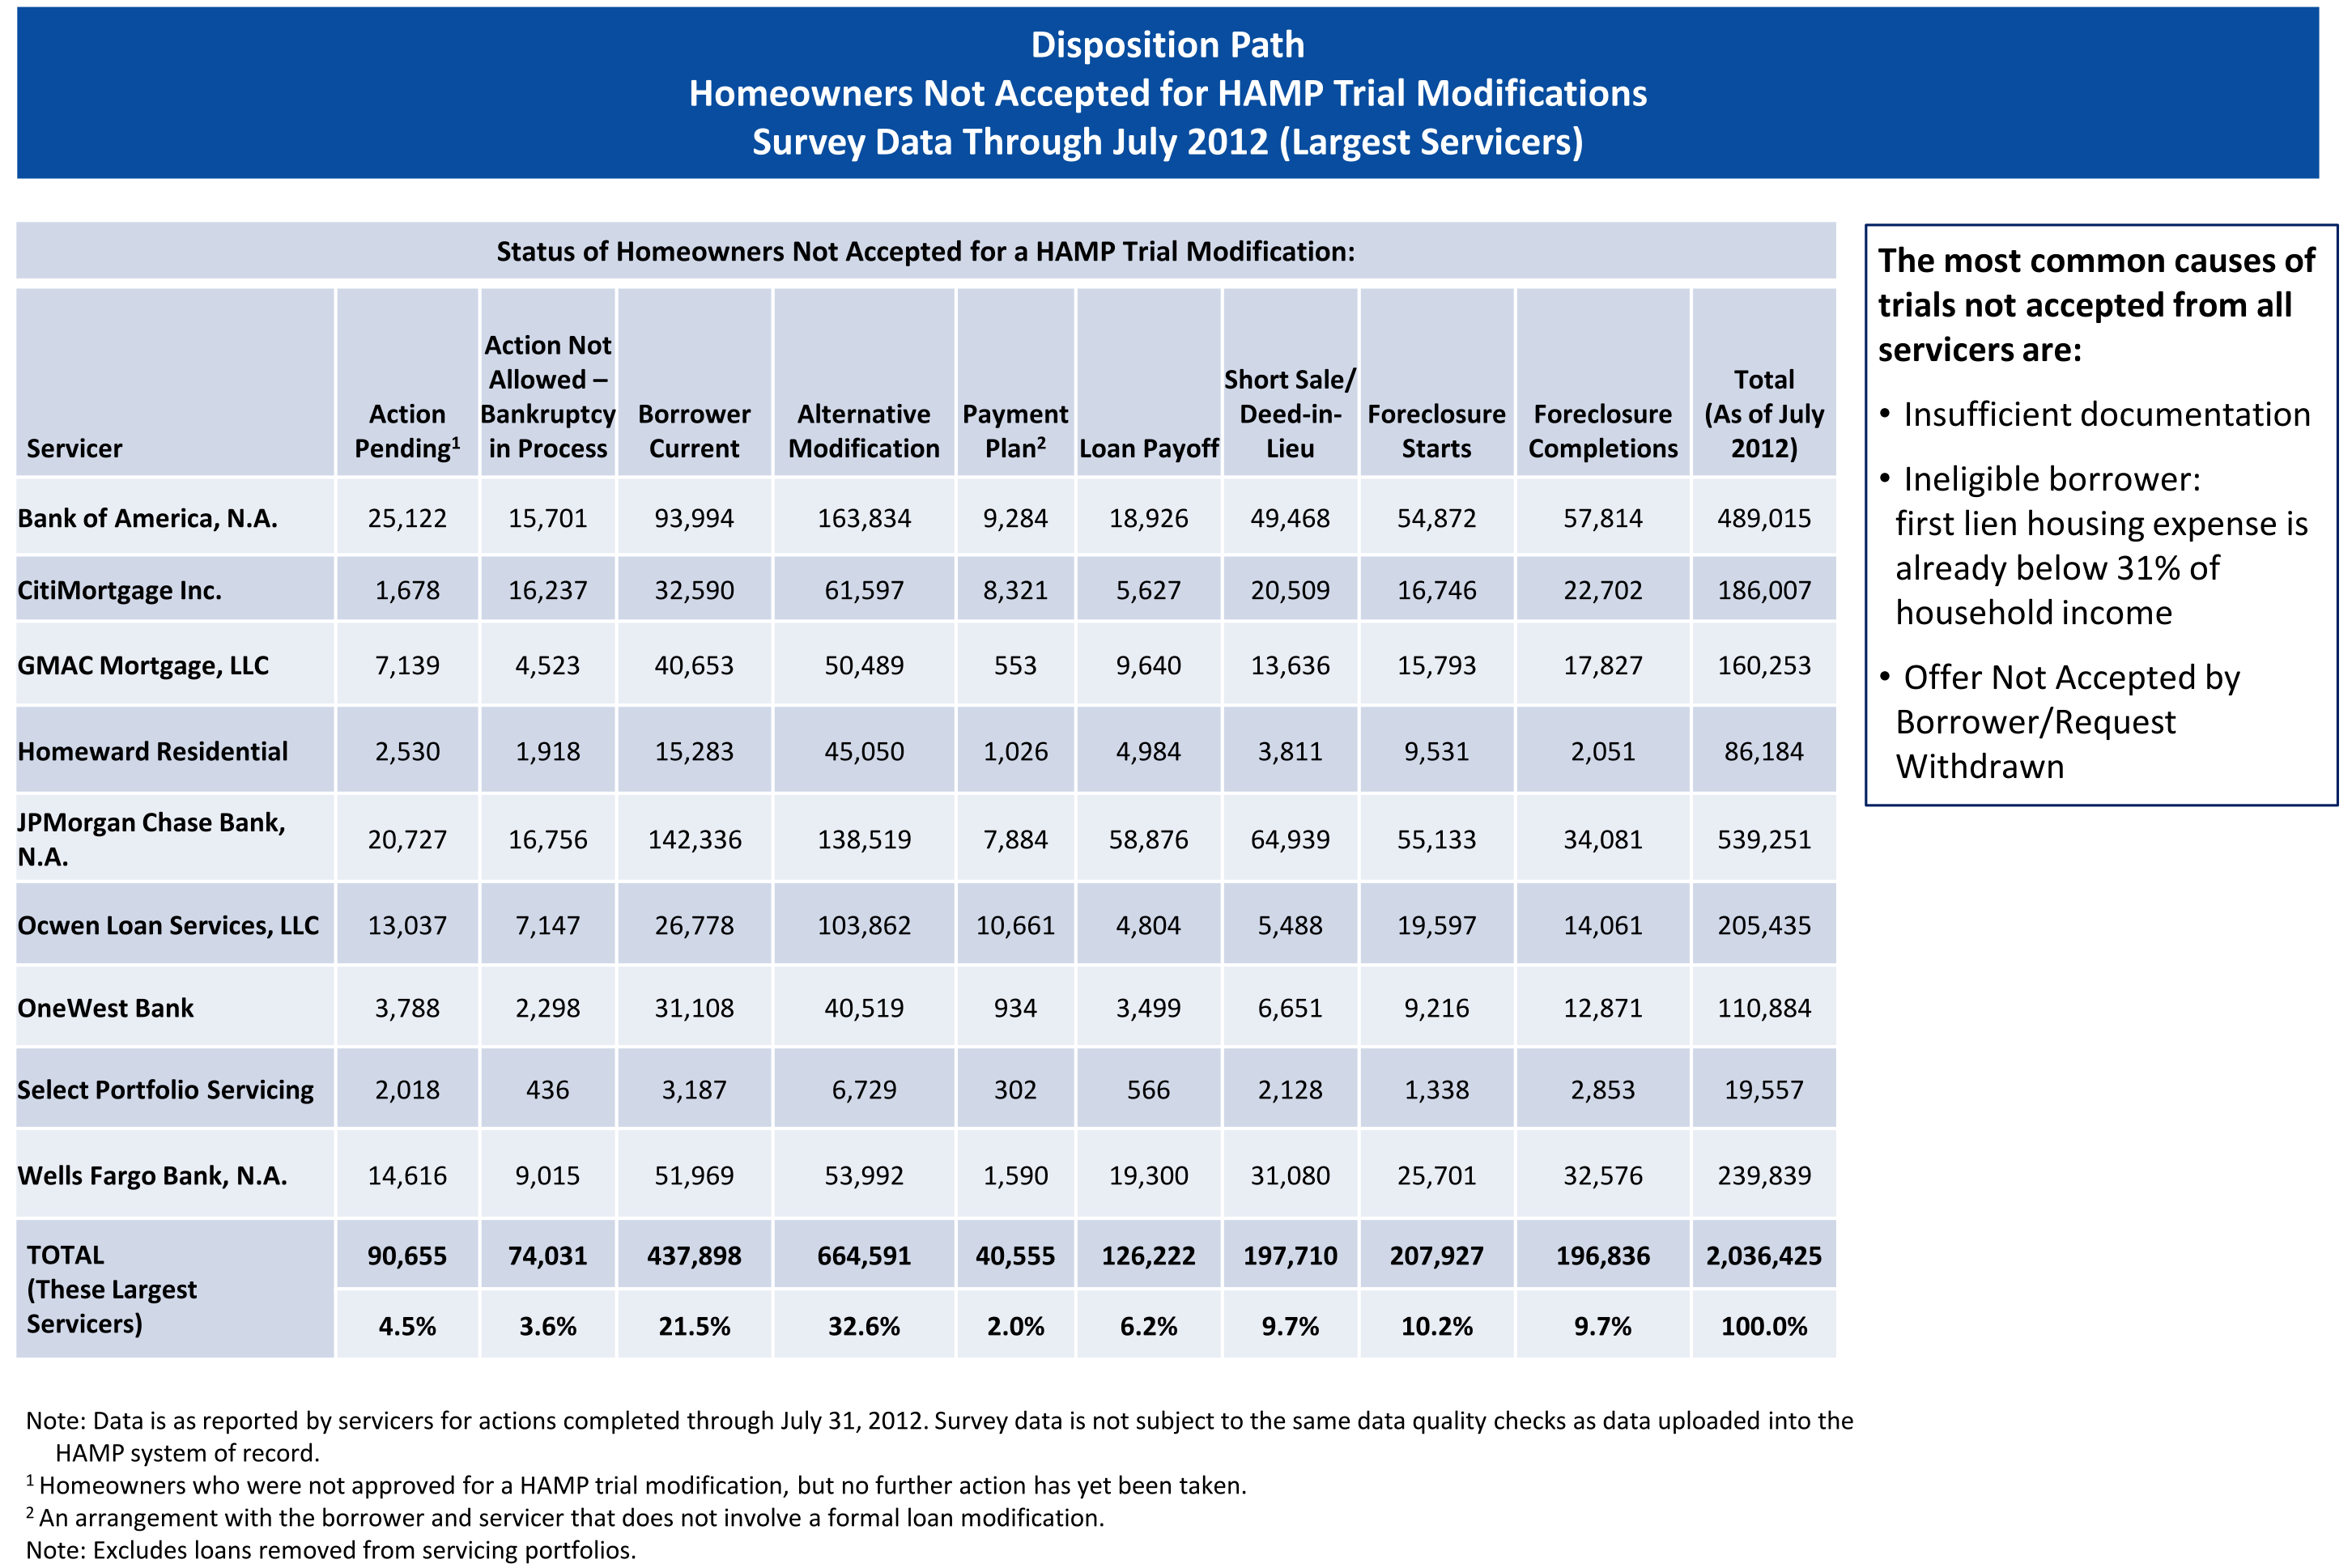 Disposition Path
Homeowners Not Accepted for HAMP Trial Modifications
Survey Data Through July 2012 (Largest Servicers)
Status of Homeowners Not Accepted for a HAMP Trial Modification:
Servicer
Action
Pending¹
Action Not
Allowed –
Bankruptcy
in Process
Borrower
Current
Alternative
Modification
Payment
Plan²
Loan Payoff
Short Sale/
Deed-in-
Lieu
Foreclosure
Starts
Foreclosure
Completions
Total
(As of July
2012)
Bank of America, N.A. 25,122 15,701 93,994 163,834 9,284 18,926 49,468 54,872 57,814 489,015
CitiMortgage Inc. 1,678 16,237 32,590 61,597 8,321 5,627 20,509 16,746 22,702 186,007
GMAC Mortgage, LLC 7,139 4,523 40,653 50,489 553 9,640 13,636 15,793 17,827 160,253
Homeward Residential 2,530 1,918 15,283 45,050 1,026 4,984 3,811 9,531 2,051 86,184
JPMorgan Chase Bank,
N.A. 20,727 16,756 142,336 138,519 7,884 58,876 64,939 55,133 34,081 539,251
Ocwen Loan Services, LLC 13,037 7,147 26,778 103,862 10,661 4,804 5,488 19,597 14,061 205,435
OneWest Bank 3,788 2,298 31,108 40,519 934 3,499 6,651 9,216 12,871 110,884
Select Portfolio Servicing 2,018 436 3,187 6,729 302 566 2,128 1,338 2,853 19,557
Wells Fargo Bank, N.A. 14,616 9,015 51,969 53,992 1,590 19,300 31,080 25,701 32,576 239,839
TOTAL
(These Largest
Servicers)
90,655 74,031 437,898 664,591 40,555 126,222 197,710 207,927 196,836 2,036,425
4.5% 3.6% 21.5% 32.6% 2.0% 6.2% 9.7% 10.2% 9.7% 100.0%
The most common causes of
trials not accepted from all
servicers are:
• Insufficient documentation
• Ineligible borrower:
first lien housing expense is
already below 31% of
household income
• Offer Not Accepted by
Borrower/Request
Withdrawn
Note: Data is as reported by servicers for actions completed through July 31, 2012. Survey data is not subject to the same data quality checks as data uploaded into the
HAMP system of record.
¹ Homeowners who were not approved for a HAMP trial modification, but no further action has yet been taken.
² An arrangement with the borrower and servicer that does not involve a formal loan modification.
Note: Excludes loans removed from servicing portfolios.